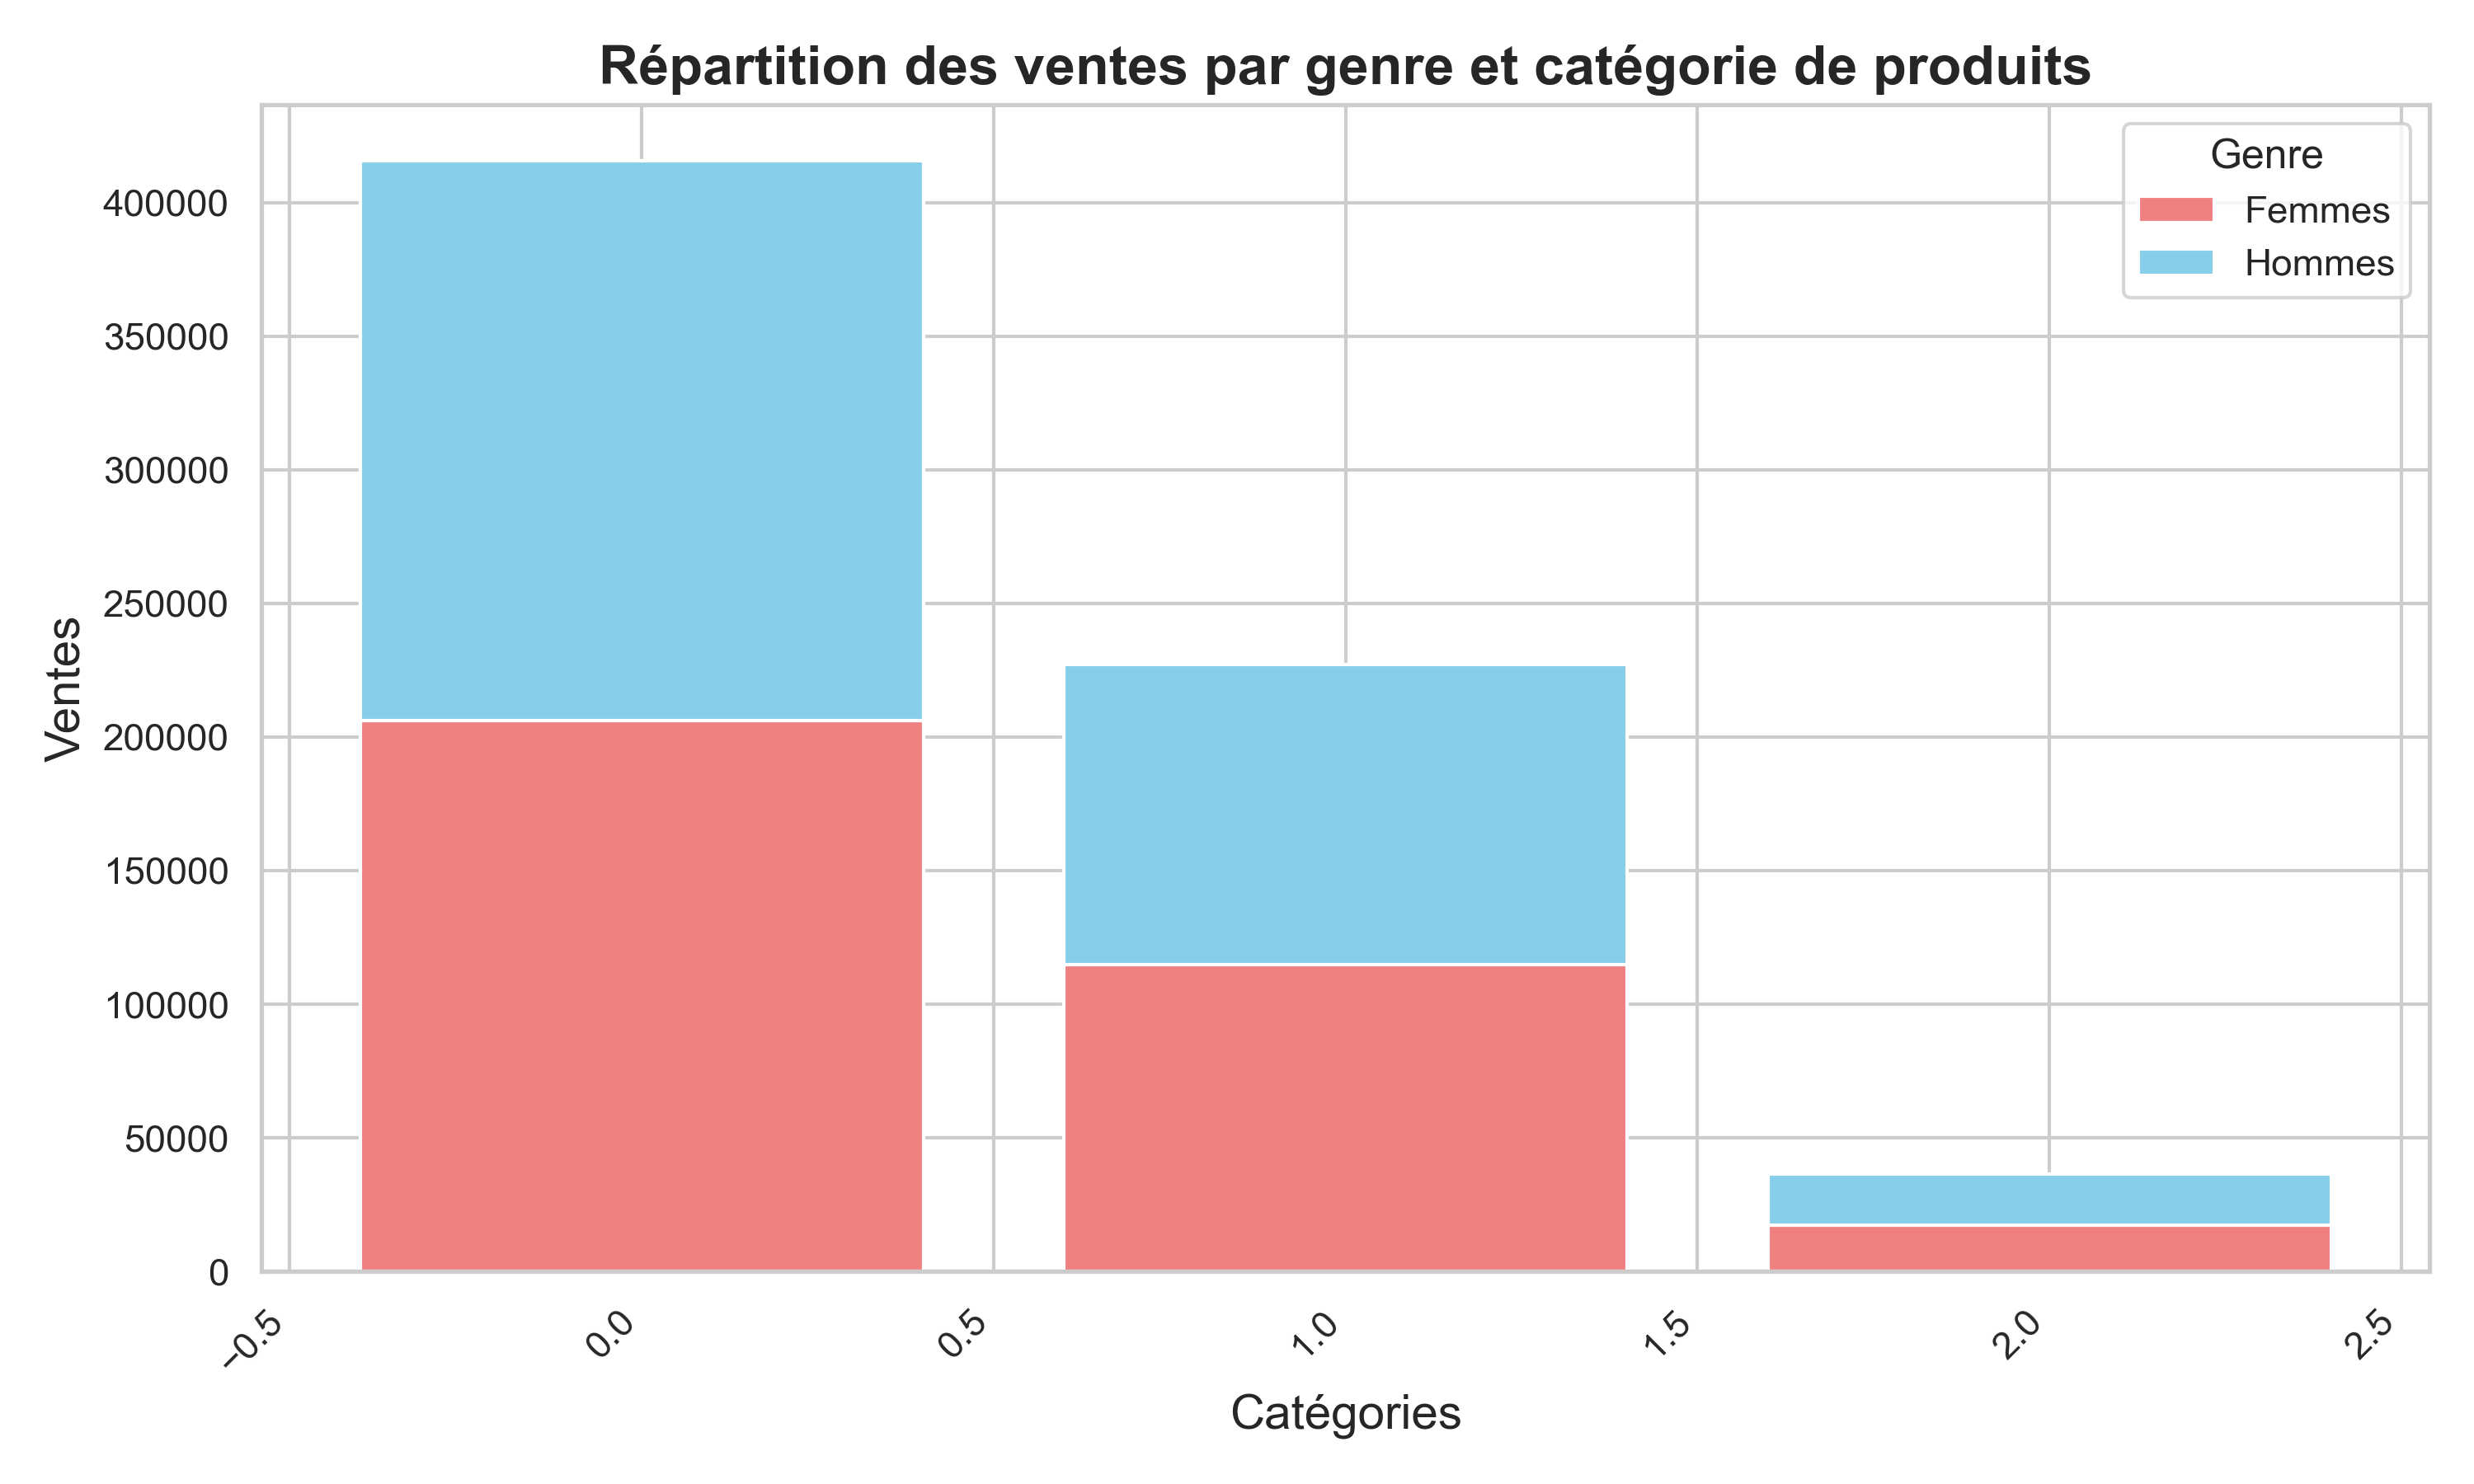 Répartition des ventes par genre et catégorie de produits
Genre
Femmes
Hommes
400000
350000
300000
250000
200000
150000
100000
50000
0
Ventes
−0.5
0.0
0.5
1.0
1.5
2.0
2.5
Catégories